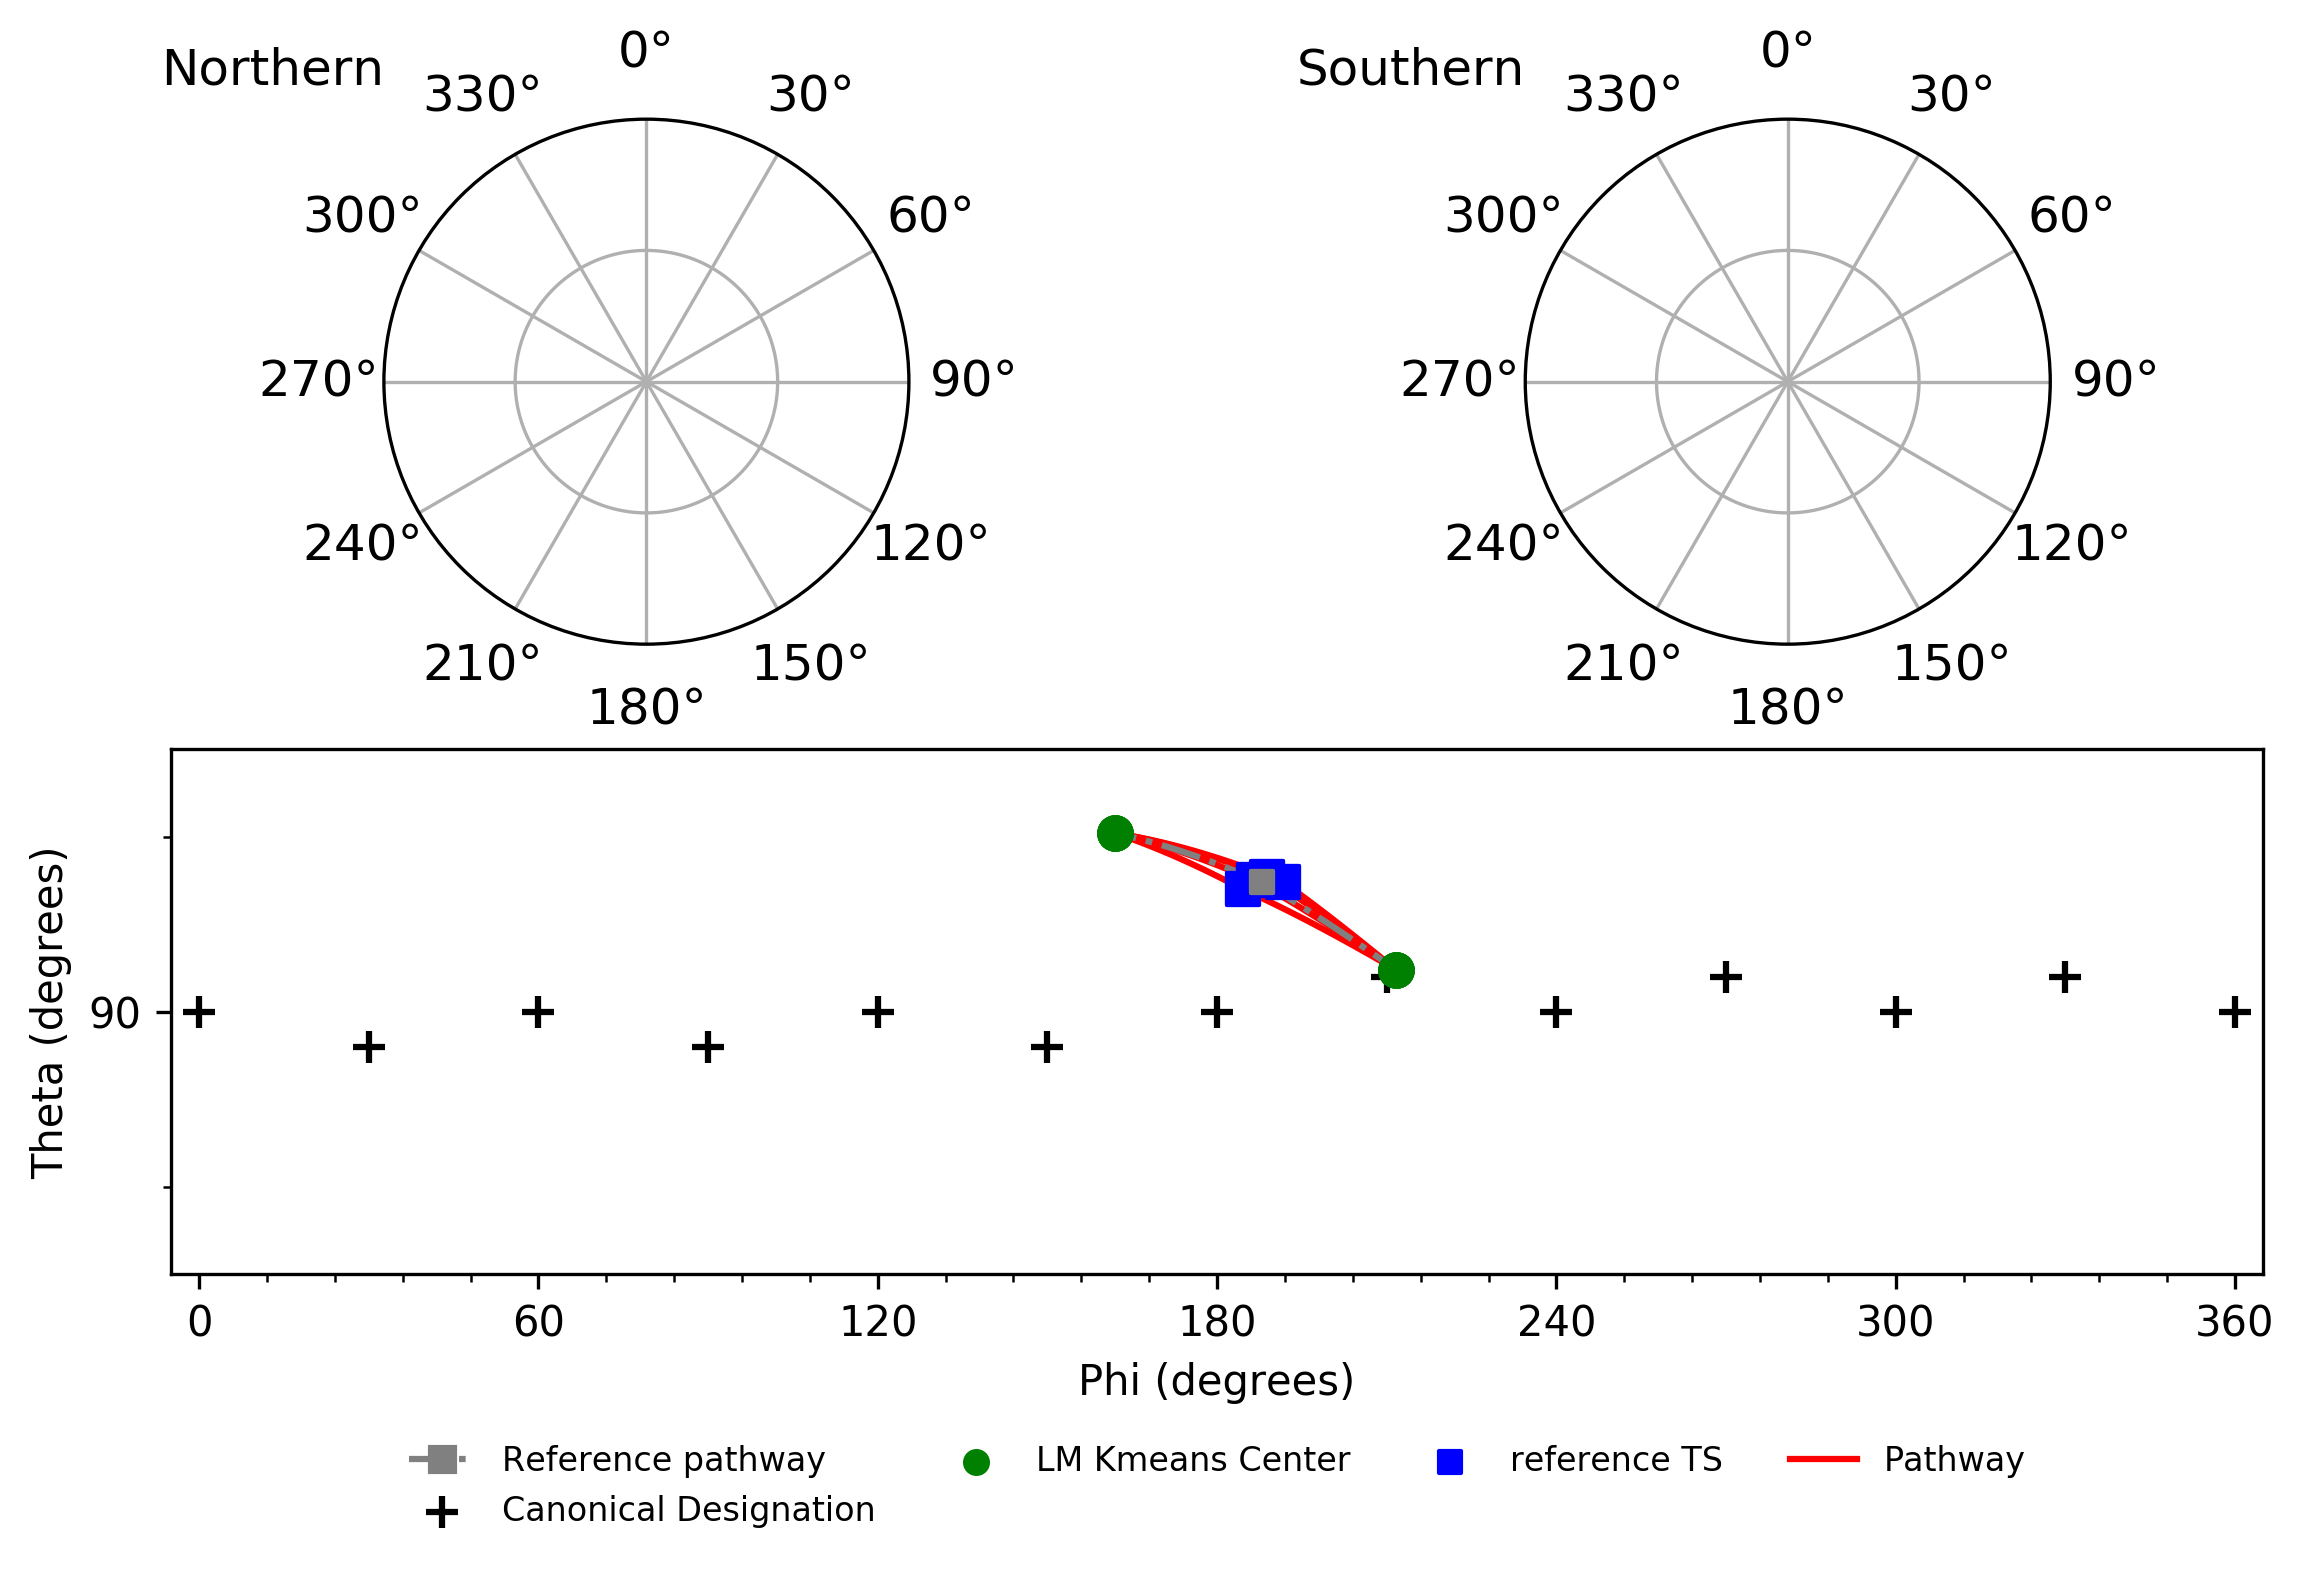 Northern
0°
330°
30°
300°
60°
270°
90°
240°
120°
210°
150°
180°
Southern
0°
330°
30°
300°
60°
270°
90°
240°
120°
210°
150°
180°
Theta (degrees)
90
0 60 120 180 240 300 360
Phi (degrees)
Reference pathway
Canonical Designation
LM Kmeans Center
reference TS
Pathway